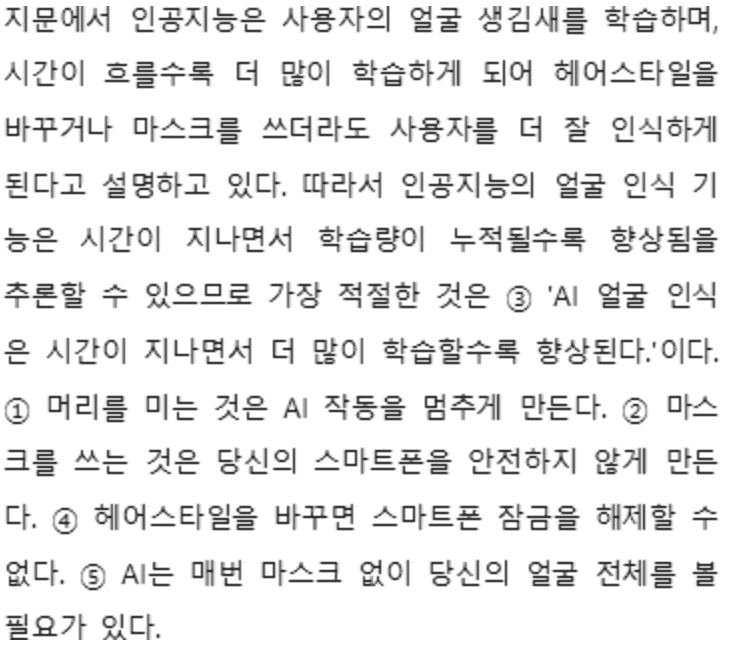 지문에서 인공지능은 사용자의 얼굴 생김새를 학습하며,
시간이 흐를수록 더 많이 학습하게 되어 헤어스타일을
바꾸거나 마스크를 쓰더라도 사용자를 더 잘 인식하게
된다고 설명하고 있다. 따라서 인공지능의 얼굴 인식 기
능은 시간이 지나면서 학습량이 누적될수록 향상됨을
추론할 수 있으므로 가장 적절한 것은 ③ 'AI 얼굴 인식
은 시간이 지나면서 더 많이 학습할수록 향상된다.'이다.
① 머리를 미는 것은 AI 작동을 멈추게 만든다. ② 마스
크를 쓰는 것은 당신의 스마트폰을 안전하지 않게 만든
다. ④ 헤어스타일을 바꾸면 스마트폰 잠금을 해제할 수
없다. ⑤ AI는 매번 마스크 없이 당신의 얼굴 전체를 볼
필요가 있다.